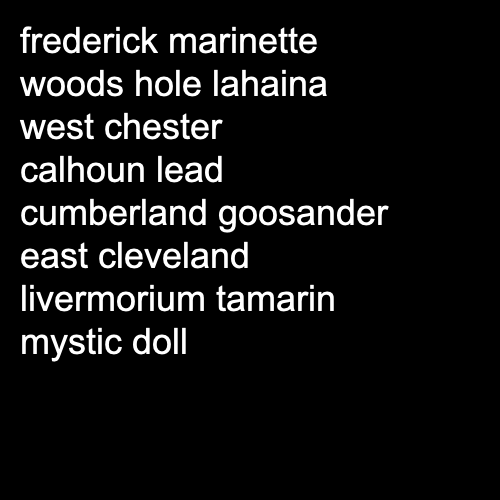 frederick marinette
woods hole lahaina
west chester
calhoun lead
cumberland goosander
east cleveland
livermorium tamarin
mystic doll